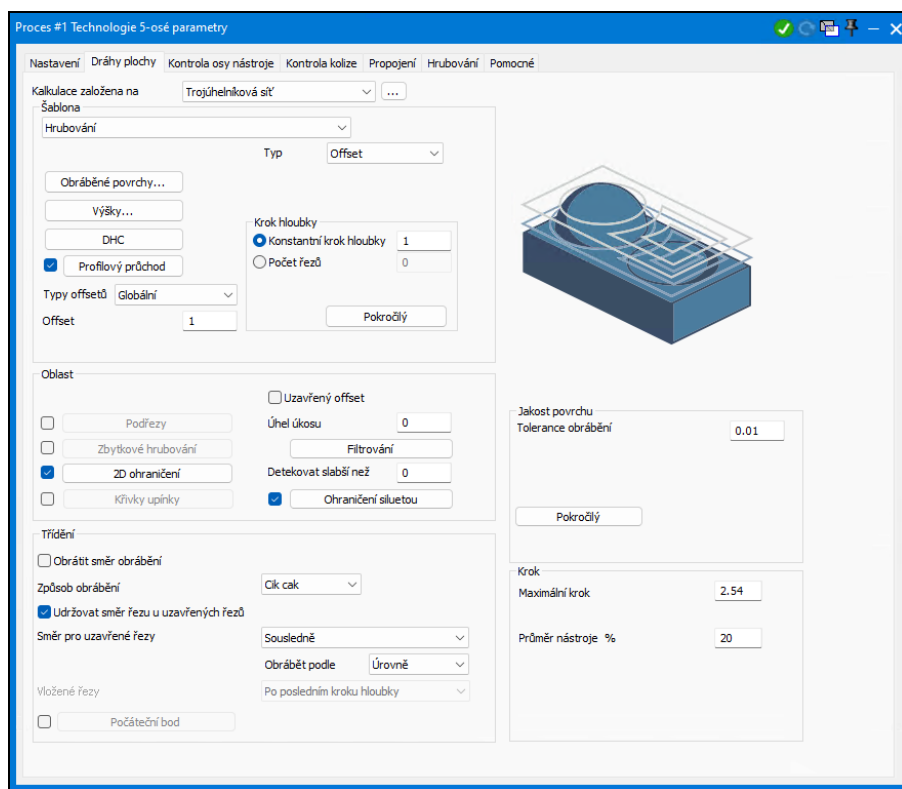 Proces #1 Technologie 5-osé parametry
Nastavení Dráhy plochy Kontrola osy nástroje Kontrola kolize Propojení Hrubování Pomocné
Kalkulace založena na Trojúhelníková síť ...
Šablona
Hrubování
Typ Offset
Obráběné povrchy...
Výšky...
Krok hloubky
DHC
Konstantní krok hloubky 1
Profilový průchod
Počet řezů 0
Typy offsetů Globální
Offset 1
Pokročilý
Oblast
Uzavřený offset
Podřezy
Úhel úkosu 0
Zbytkové hrubování
Filtrování
2D ohraničení
Detekovat slabší než 0
Křivky upínky
Ohraničení siluetou
Jakost povrchu
Tolerance obrábění 0.01
Pokročilý
Třídění
Obrátit směr obrábění
Způsob obrábění Cik cak
Udržovat směr řezu u uzavřených řezů
Směr pro uzavřené řezy Sousledně
Obrábět podle Úrovně
Vložené řezy Po posledním kroku hloubky
Počáteční bod
Krok
Maximální krok 2.54
Průměr nástroje % 20